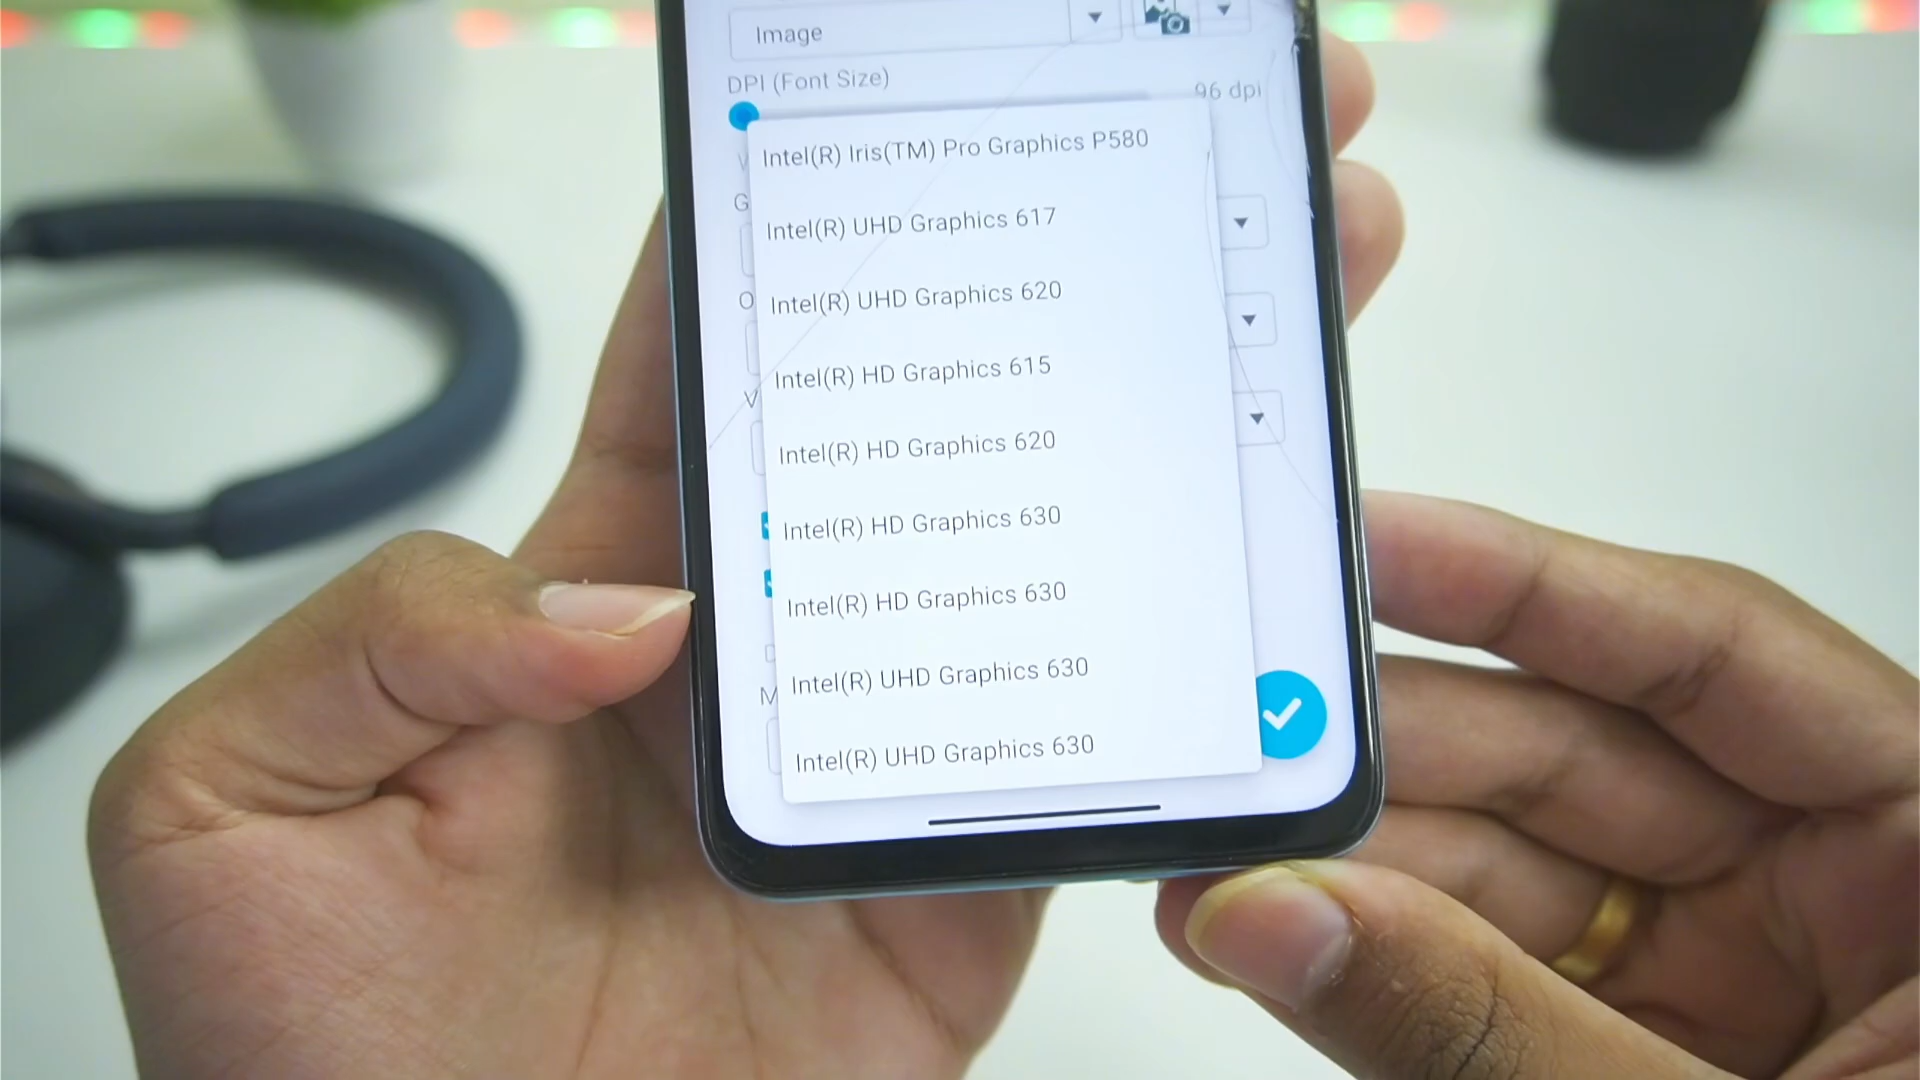 Image
DPI (Font Size)
96 dpi
Intel(R) Iris(TM) Pro Graphics P580
Intel(R) UHD Graphics 617
Intel(R) UHD Graphics 620
Intel(R) HD Graphics 615
Intel(R) HD Graphics 620
Intel(R) HD Graphics 630
Intel(R) HD Graphics 630
Intel(R) UHD Graphics 630
Intel(R) UHD Graphics 630